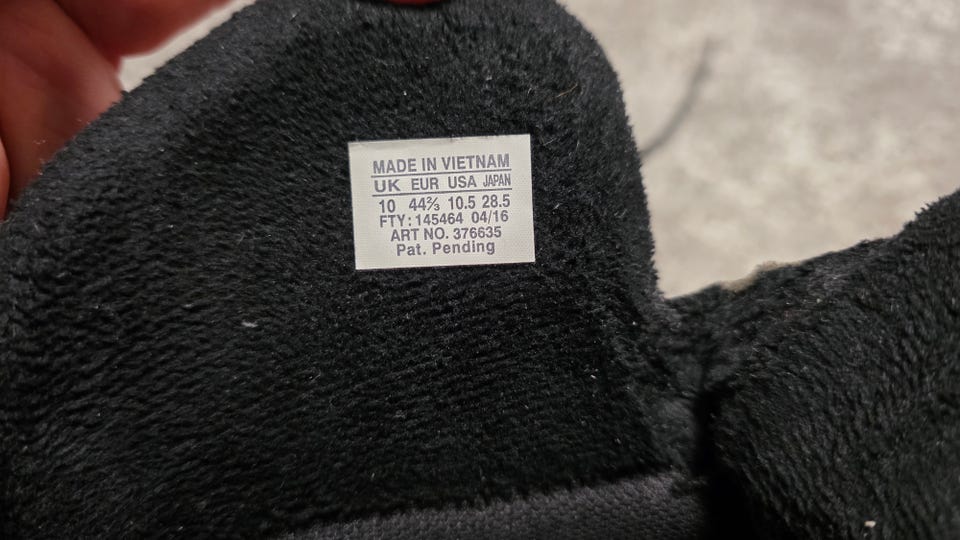 MADE IN VIETNAM
UK EUR USA JAPAN
10 44⅔ 10.5 28.5
FTY: 145464 04/16
ART NO. 376635
Pat. Pending